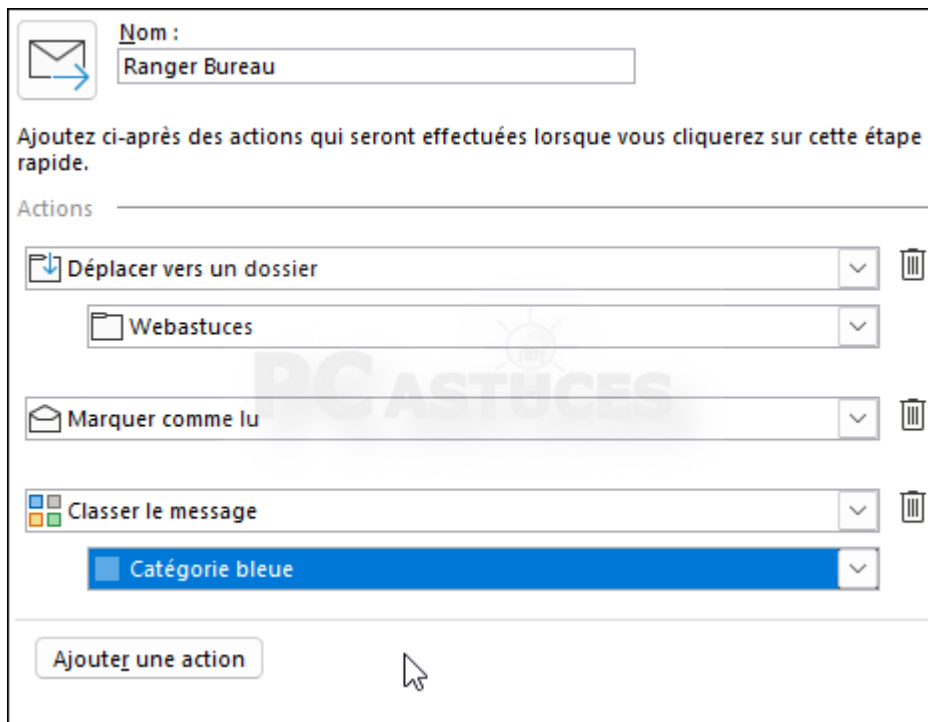 Nom :
Ranger Bureau
Ajoutez ci-après des actions qui seront effectuées lorsque vous cliquerez sur cette étape
rapide.
Actions
Déplacer vers un dossier
Webastuces
PC ASTUCES
Marquer comme lu
Classer le message
Catégorie bleue
Ajouter une action